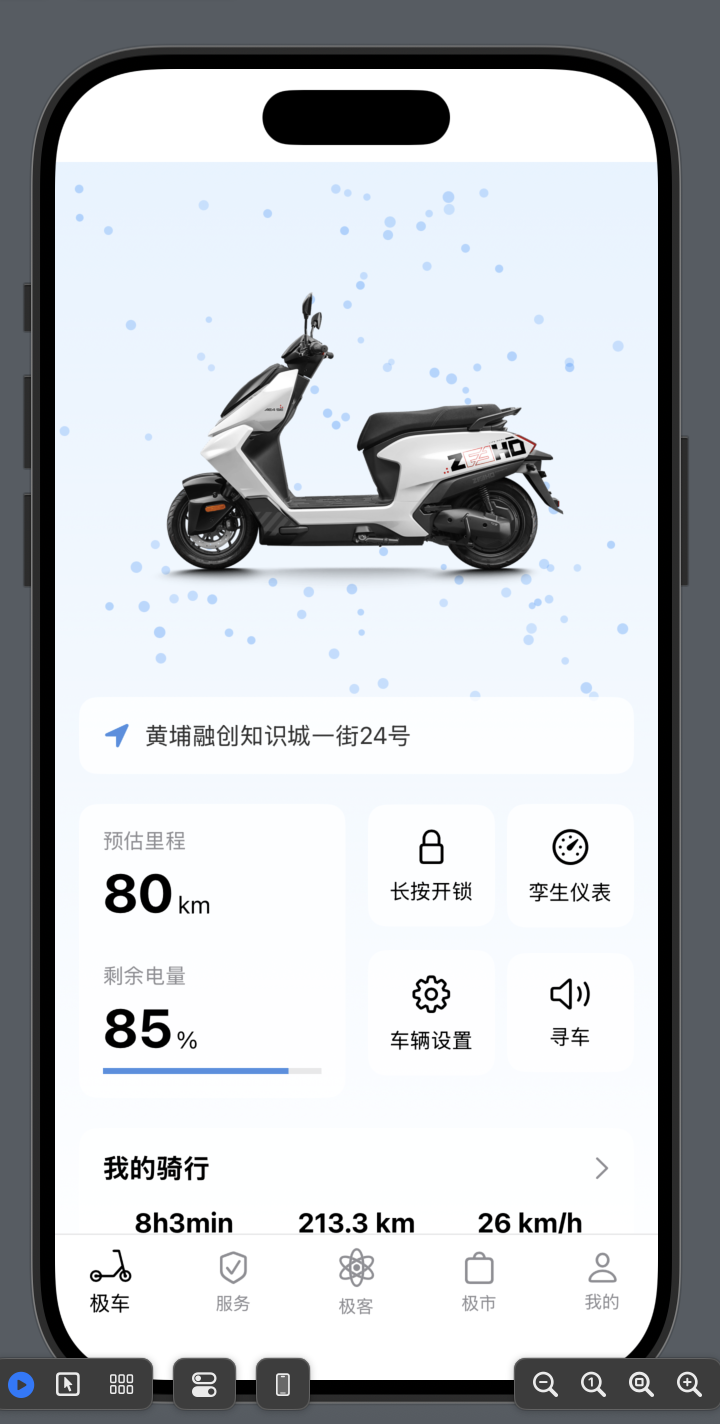 ZEEHO
黄埔融创知识城一街24号
预估里程
80 km
剩余电量
85 %
长按开锁
孪生仪表
车辆设置
寻车
我的骑行
8h3min
213.3 km
26 km/h
极车
服务
极客
极市
我的
1